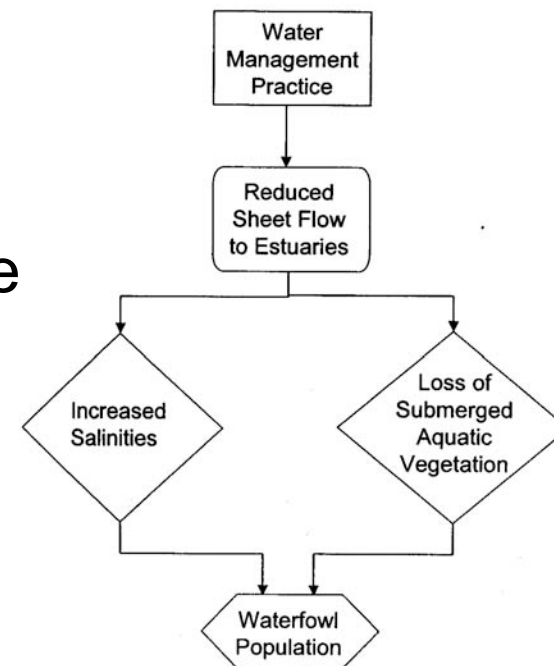 Water
Management
Practice
Reduced
Sheet Flow
to Estuaries
e
Increased
Salinities
Loss of
Submerged
Aquatic
Vegetation
Waterfowl
Population